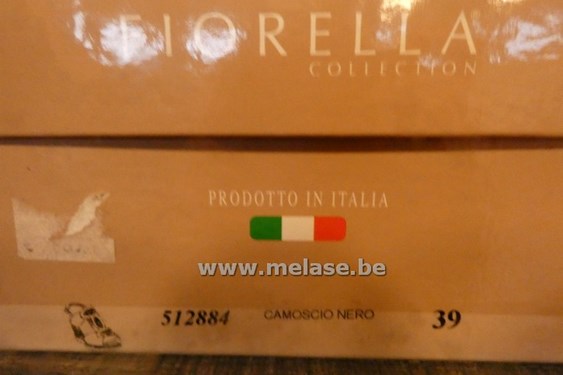 FIORELLA
COLLECTION
PRODOTTO IN ITALIA
www.melase.be
512884 CAMOSCIO NERO 39